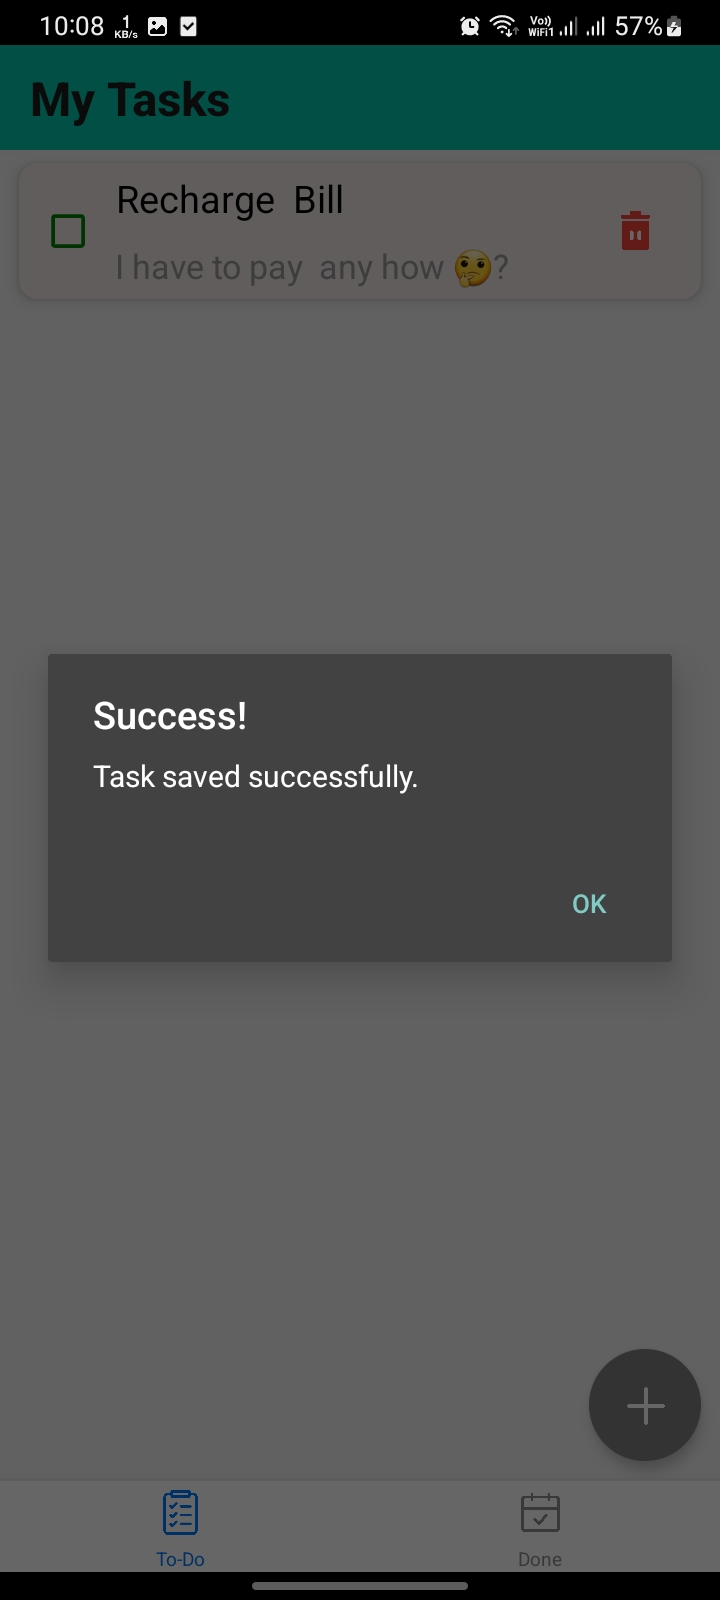 10:08 1 KB/s Vo)) WiFi1 57%
My Tasks
Recharge  Bill
I have to pay  any how 🤔?
Success!
Task saved successfully.
OK
To-Do
Done